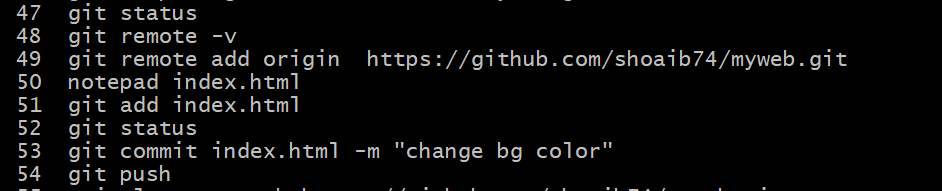 47 git status
48 git remote -v
49 git remote add origin  https://github.com/shoaib74/myweb.git
50 notepad index.html
51 git add index.html
52 git status
53 git commit index.html -m "change bg color"
54 git push